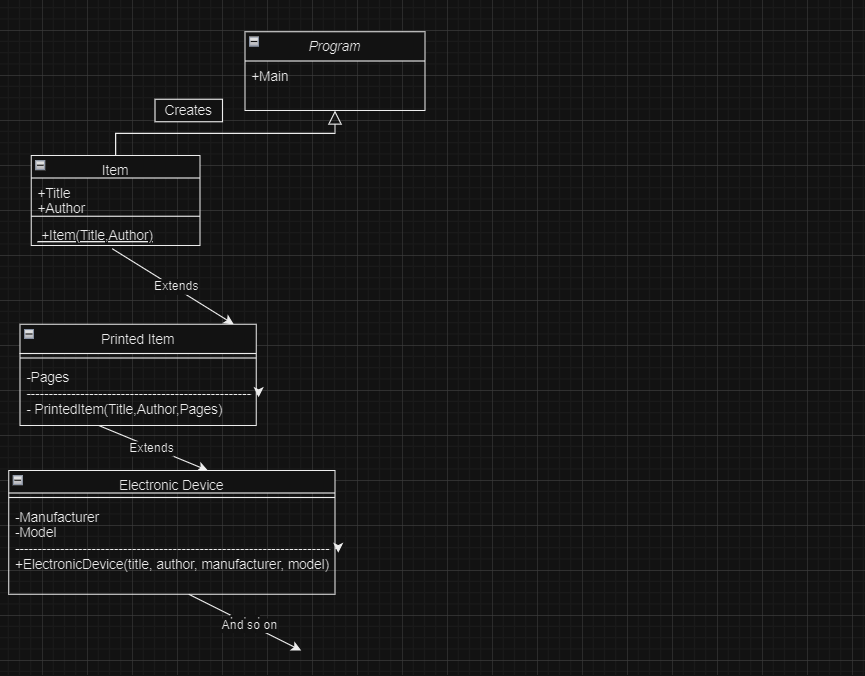 Program
+Main
Creates
Item
+Title
+Author
+Item(Title,Author)
Extends
Printed Item
-Pages
- PrintedItem(Title,Author,Pages)
Extends
Electronic Device
-Manufacturer
-Model
+ElectronicDevice(title, author, manufacturer, model)
And so on